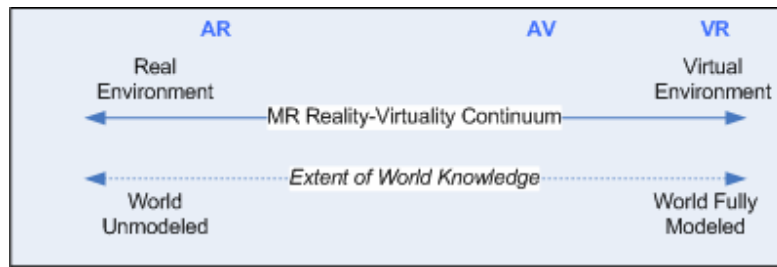 AR AV VR
Real Virtual
Environment Environment
MR Reality-Virtuality Continuum
Extent of World Knowledge
World World Fully
Unmodeled Modeled